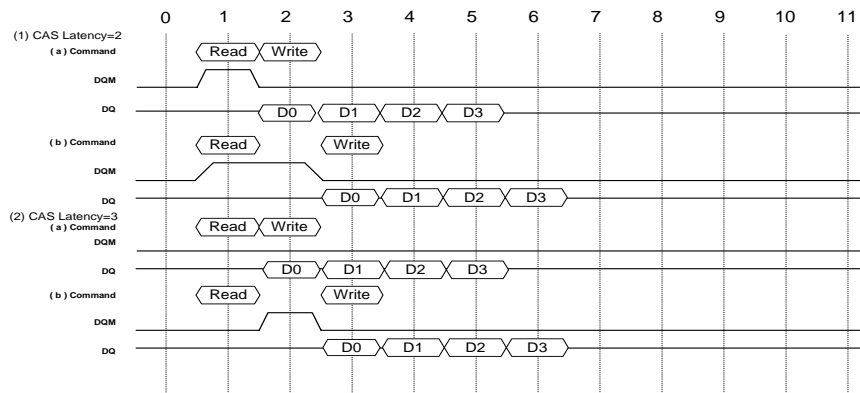 0 1 2 3 4 5 6 7 8 9 10 11
(1) CAS Latency=2
( a ) Command Read Write
DQM
DQ D0 D1 D2 D3
( b ) Command Read Write
DQM
DQ D0 D1 D2 D3
(2) CAS Latency=3
( a ) Command Read Write
DQM
DQ D0 D1 D2 D3
( b ) Command Read Write
DQM
DQ D0 D1 D2 D3